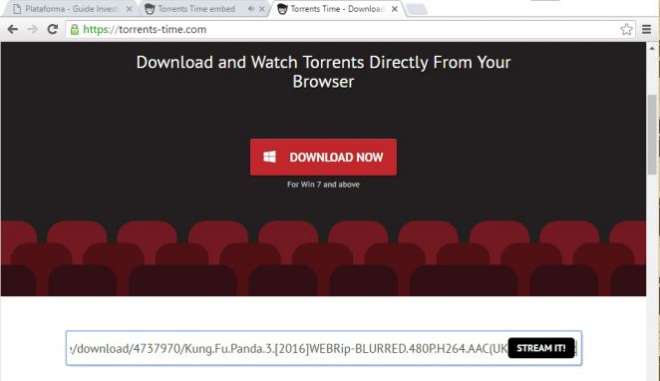 Plataforma - Guide Invest
Torrents Time embed
Torrents Time - Download
https://torrents-time.com
Download and Watch Torrents Directly From Your
Browser
DOWNLOAD NOW
For Win 7 and above
/download/4737970/Kung.Fu.Panda.3.[2016]WEBRip-BLURRED.480P.H264.AAC(UK
STREAM IT!